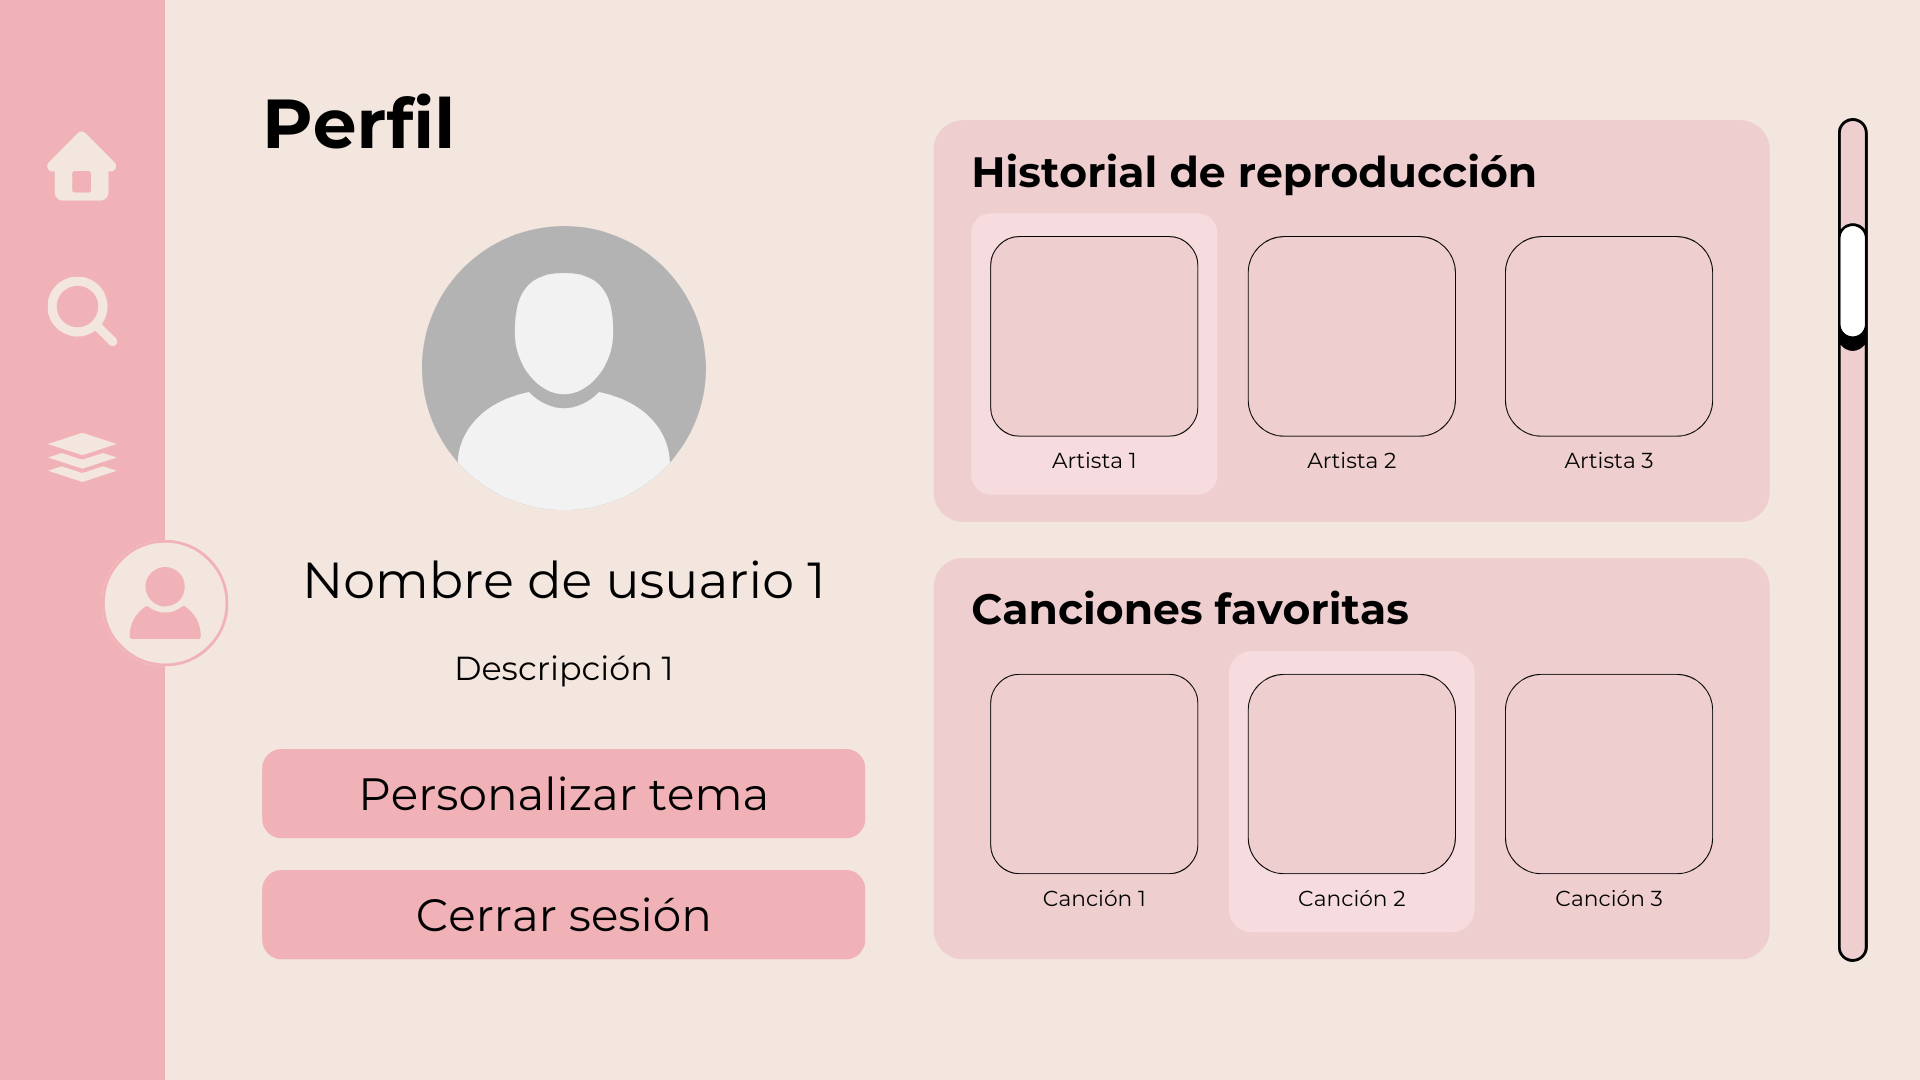 Perfil
Nombre de usuario 1
Descripción 1
Personalizar tema
Cerrar sesión
Historial de reproducción
Artista 1
Artista 2
Artista 3
Canciones favoritas
Canción 1
Canción 2
Canción 3